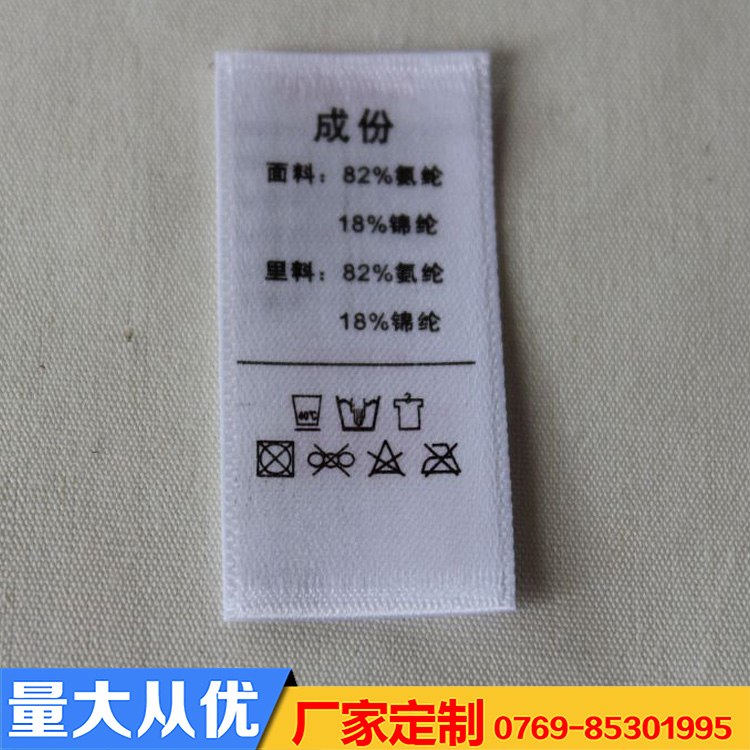 成份
面料：82%氨纶
18%锦纶
里料：82%氨纶
18%锦纶
40℃
量大从优
厂家定制 0769-85301995